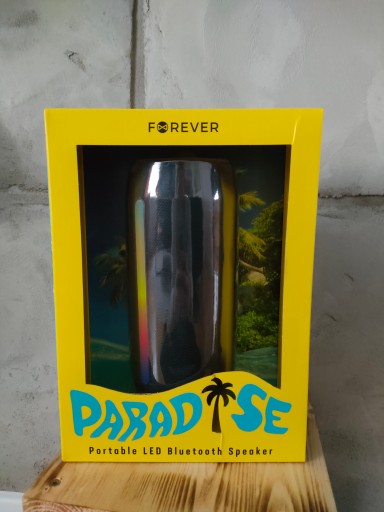 FOREVER
PARADISE
Portable LED Bluetooth Speaker